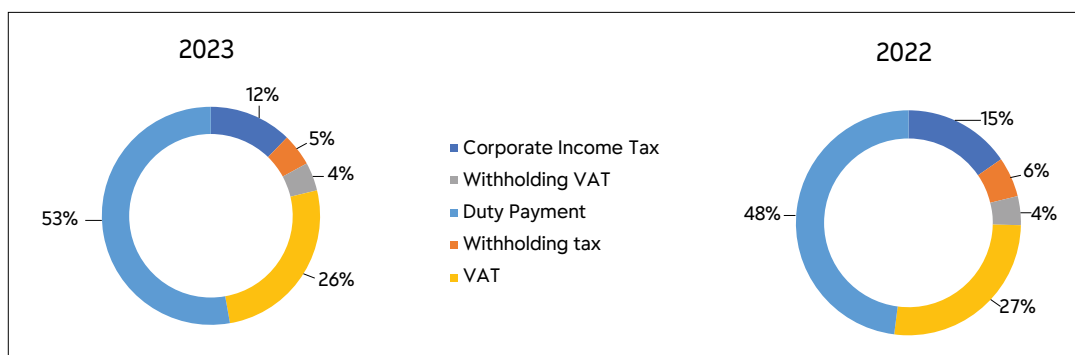 2023
12%
5%
4%
26%
53%
Corporate Income Tax
Withholding VAT
Duty Payment
Withholding tax
VAT
2022
15%
6%
4%
27%
48%